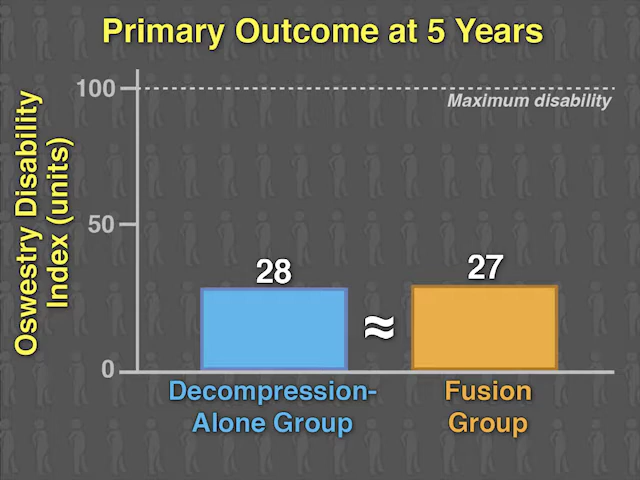 Primary Outcome at 5 Years
Oswestry Disability
Index (units)
100
Maximum disability
50
0
28
27
≈
Decompression-
Alone Group
Fusion
Group